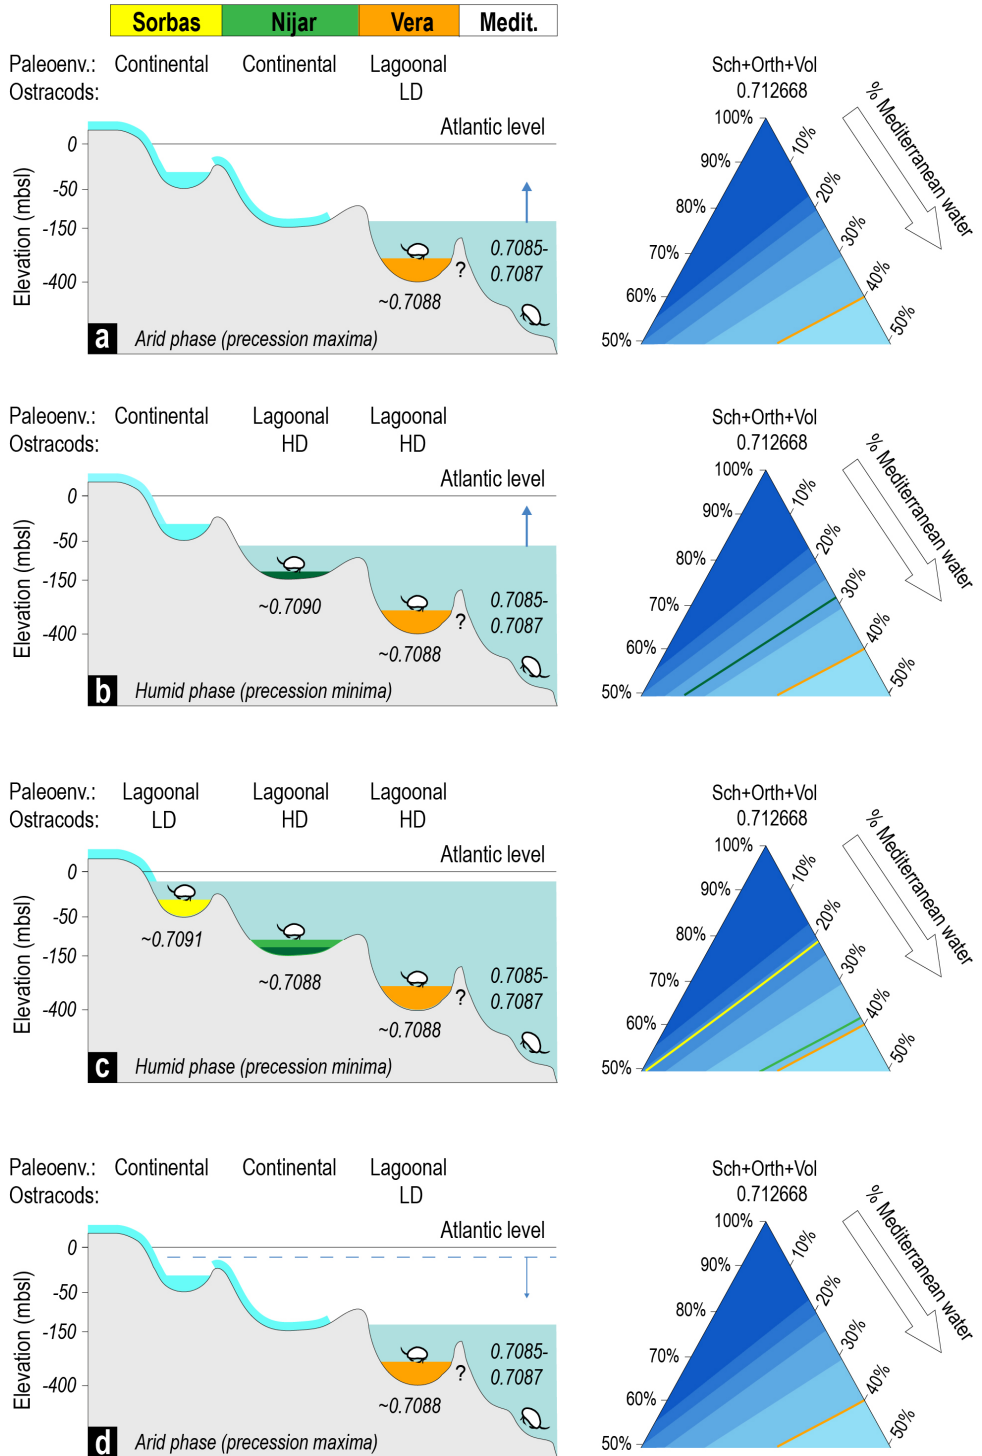 Sorbas Nijar Vera Medit.
Paleoenv.: Continental Continental Lagoonal
Ostracods: LD
Atlantic level
0
-50
-150
-400
Elevation (mbsl)
0.7085-
0.7087
?
~0.7088
a Arid phase (precession maxima)
Sch+Orth+Vol
0.712668
100%
90%
80%
70%
60%
50%
10%
20%
30%
40%
50%
% Mediterranean water
Paleoenv.: Continental Lagoonal Lagoonal
Ostracods: HD HD
Atlantic level
0
-50
-150
-400
Elevation (mbsl)
~0.7090
0.7085-
0.7087
?
~0.7088
b Humid phase (precession minima)
Sch+Orth+Vol
0.712668
100%
90%
80%
70%
60%
50%
10%
20%
30%
40%
50%
% Mediterranean water
Paleoenv.: Lagoonal Lagoonal Lagoonal
Ostracods: LD HD HD
Atlantic level
0
-50
-150
-400
Elevation (mbsl)
~0.7091
~0.7088
0.7085-
0.7087
?
~0.7088
c Humid phase (precession minima)
Sch+Orth+Vol
0.712668
100%
90%
80%
70%
60%
50%
10%
20%
30%
40%
50%
% Mediterranean water
Paleoenv.: Continental Continental Lagoonal
Ostracods: LD
Atlantic level
0
-50
-150
-400
Elevation (mbsl)
0.7085-
0.7087
?
~0.7088
d Arid phase (precession maxima)
Sch+Orth+Vol
0.712668
100%
90%
80%
70%
60%
50%
10%
20%
30%
40%
50%
% Mediterranean water